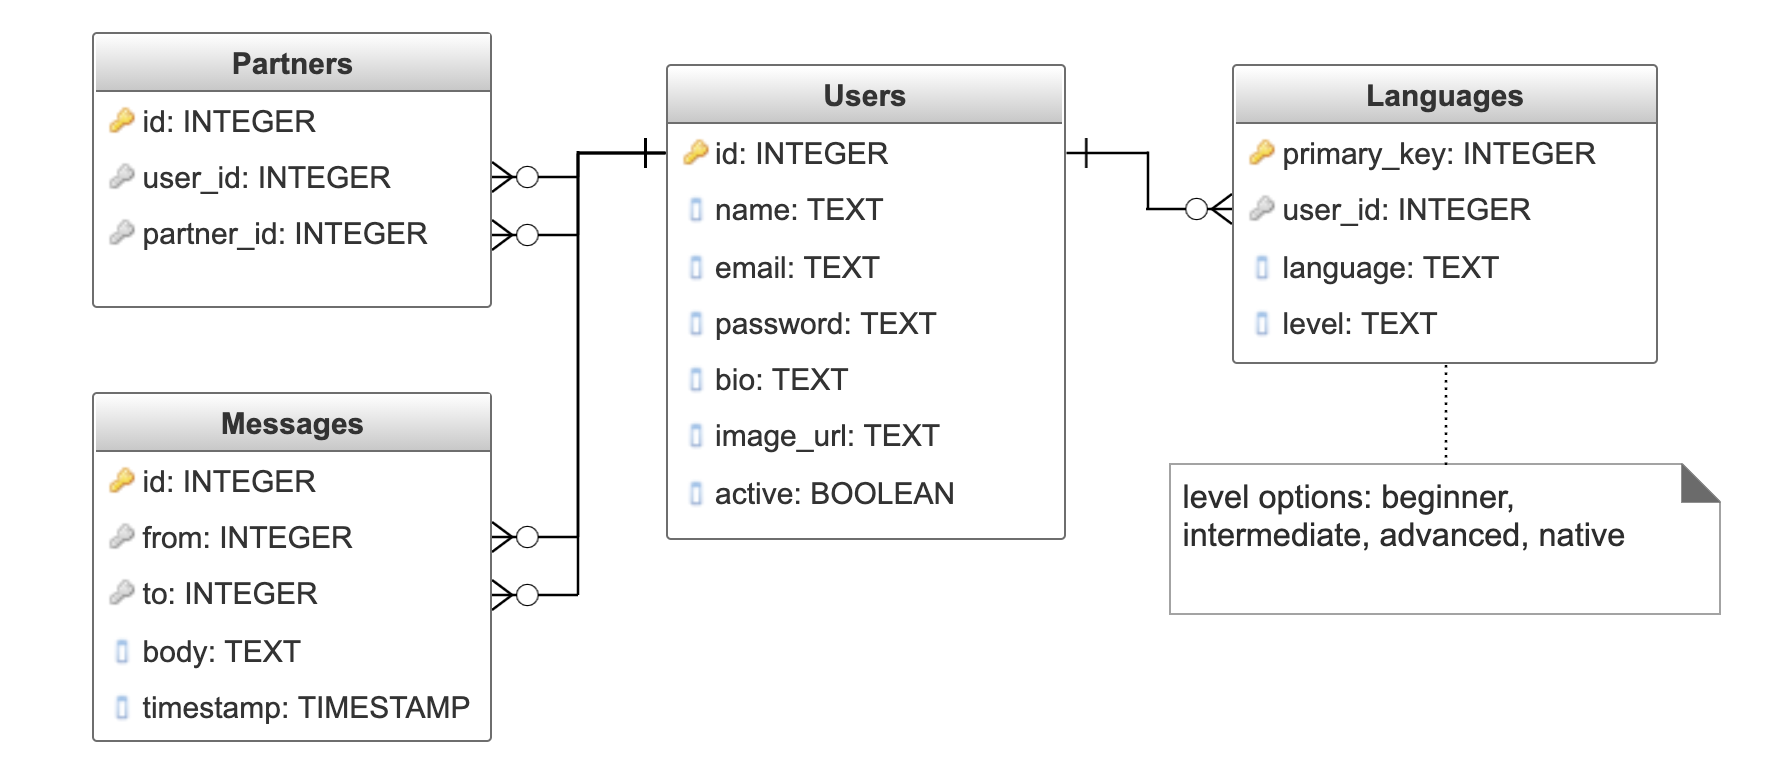 Partners
id: INTEGER
user_id: INTEGER
partner_id: INTEGER
Messages
id: INTEGER
from: INTEGER
to: INTEGER
body: TEXT
timestamp: TIMESTAMP
Users
id: INTEGER
name: TEXT
email: TEXT
password: TEXT
bio: TEXT
image_url: TEXT
active: BOOLEAN
Languages
primary_key: INTEGER
user_id: INTEGER
language: TEXT
level: TEXT
level options: beginner,
intermediate, advanced, native